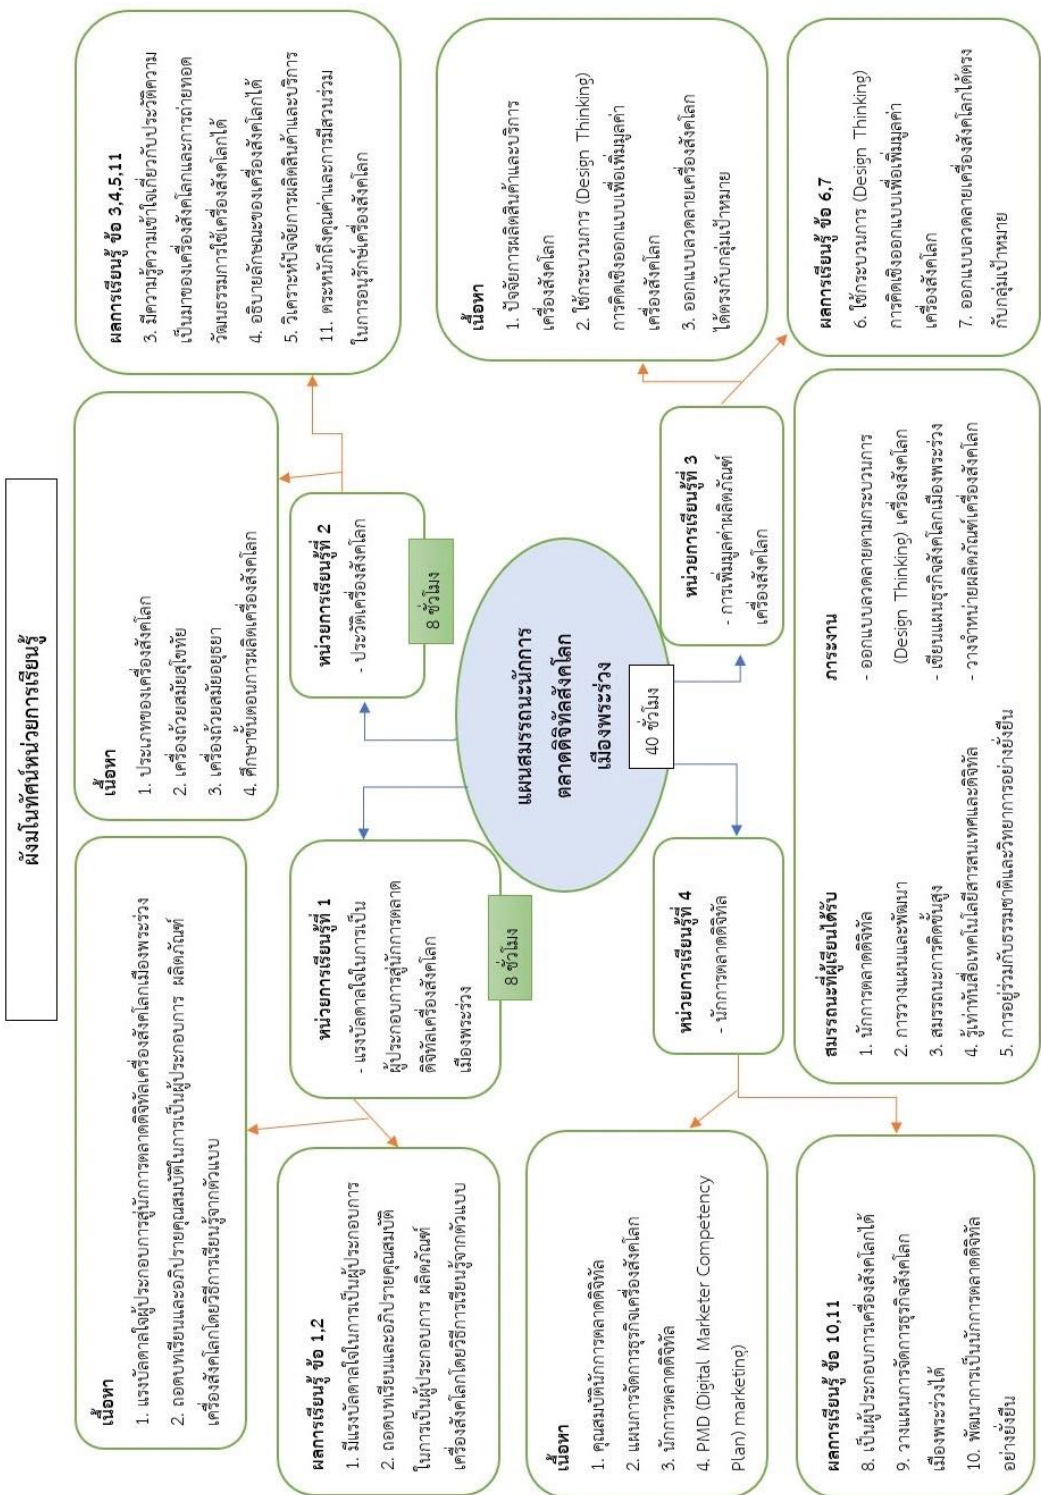 ผังมโนทัศน์หน่วยการเรียนรู้
เนื้อหา
1. แรงบัลดาลใจผู้ประกอบการสู่นักการตลาดดิจิทัลเครื่องสังคโลกเมืองพระร่วง
2. ถอดบทเรียนและอภิปรายคุณสมบัติในการเป็นผู้ประกอบการ ผลิตภัณฑ์
เครื่องสังคโลกโดยวิธีการเรียนรู้จากตัวแบบ
เนื้อหา
1. ประเภทของเครื่องสังคโลก
2. เครื่องถ้วยสมัยสุโขทัย
3. เครื่องถ้วยสมัยอยุธยา
4. ศึกษาขั้นตอนการผลิตเครื่องสังคโลก
ผลการเรียนรู้ ข้อ 3,4,5,11
3. มีความรู้ความเข้าใจเกี่ยวกับประวัติความ
เป็นมาของเครื่องสังคโลกและการถ่ายทอด
วัฒนธรรมการใช้เครื่องสังคโลกได้
4. อธิบายลักษณะของเครื่องสังคโลกได้
5. วิเคราะห์ปัจจัยการผลิตสินค้าและบริการ
11. ตระหนักถึงคุณค่าและการมีส่วนร่วม
ในการอนุรักษ์เครื่องสังคโลก
ผลการเรียนรู้ ข้อ 1,2
1. มีแรงบัลดาลใจในการเป็นผู้ประกอบการ
2. ถอดบทเรียนและอภิปรายคุณสมบัติ
ในการเป็นผู้ประกอบการ ผลิตภัณฑ์
เครื่องสังคโลกโดยวิธีการเรียนรู้จากตัวแบบ
หน่วยการเรียนรู้ที่ 1
- แรงบัลดาลใจในการเป็น
ผู้ประกอบการสู่นักการตลาด
ดิจิทัลเครื่องสังคโลก
เมืองพระร่วง
8 ชั่วโมง
หน่วยการเรียนรู้ที่ 2
- ประวัติเครื่องสังคโลก
8 ชั่วโมง
แผนสมรรถนะนักการ
ตลาดดิจิทัลสังคโลก
เมืองพระร่วง
40 ชั่วโมง
เนื้อหา
1. ปัจจัยการผลิตสินค้าและบริการ
เครื่องสังคโลก
2. ใช้กระบวนการ (Design Thinking)
การคิดเชิงออกแบบเพื่อเพิ่มมูลค่า
เครื่องสังคโลก
3. ออกแบบลวดลายเครื่องสังคโลก
ได้ตรงกับกลุ่มเป้าหมาย
เนื้อหา
1. คุณสมบัตินักการตลาดดิจิทัล
2. แผนการจัดการธุรกิจเครื่องสังคโลก
3. นักการตลาดดิจิทัล
4. PMD (Digital Marketer Competency
Plan) marketing)
หน่วยการเรียนรู้ที่ 4
- นักการตลาดดิจิทัล
หน่วยการเรียนรู้ที่ 3
- การเพิ่มมูลค่าผลิตภัณฑ์
เครื่องสังคโลก
ผลการเรียนรู้ ข้อ 10,11
8. เป็นผู้ประกอบการเครื่องสังคโลกได้
9. วางแผนการจัดการธุรกิจสังคโลก
เมืองพระร่วงได้
10. พัฒนาการเป็นนักการตลาดดิจิทัล
อย่างยั่งยืน
สมรรถนะที่ผู้เรียนได้รับ
1. นักการตลาดดิจิทัล
2. การวางแผนและพัฒนา
3. สมรรถนะการคิดขั้นสูง
4. รู้เท่าทันสื่อเทคโนโลยีสารสนเทศและดิจิทัล
5. การอยู่ร่วมกับธรรมชาติและวิทยาการอย่างยั่งยืน
ภาระงาน
- ออกแบบลวดลายตามกระบวนการ
(Design Thinking) เครื่องสังคโลก
- เขียนแผนธุรกิจสังคโลกเมืองพระร่วง
- วางจำหน่ายผลิตภัณฑ์เครื่องสังคโลก
ผลการเรียนรู้ ข้อ 6,7
6. ใช้กระบวนการ (Design Thinking)
การคิดเชิงออกแบบเพื่อเพิ่มมูลค่า
เครื่องสังคโลก
7. ออกแบบลวดลายเครื่องสังคโลกได้ตรง
กับกลุ่มเป้าหมาย